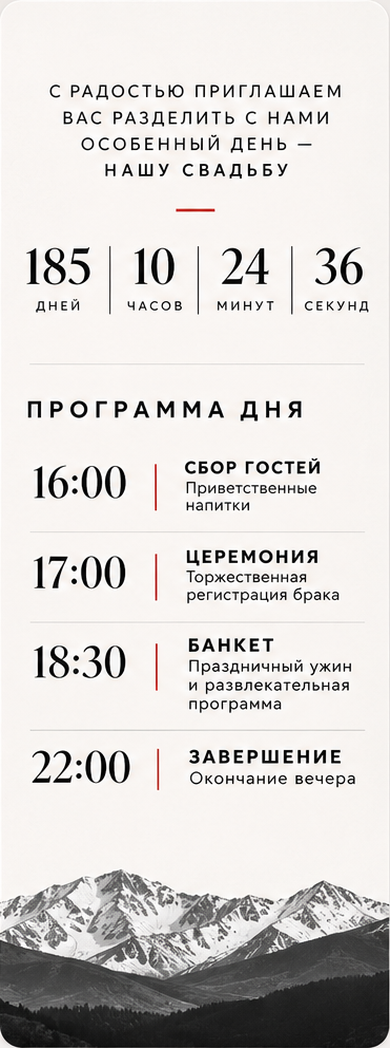 С РАДОСТЬЮ ПРИГЛАШАЕМ
ВАС РАЗДЕЛИТЬ С НАМИ
ОСОБЕННЫЙ ДЕНЬ —
НАШУ СВАДЬБУ
185 10 24 36
ДНЕЙ ЧАСОВ МИНУТ СЕКУНД
ПРОГРАММА ДНЯ
16:00 СБОР ГОСТЕЙ
Приветственные
напитки
17:00 ЦЕРЕМОНИЯ
Торжественная
регистрация брака
18:30 БАНКЕТ
Праздничный ужин
и развлекательная
программа
22:00 ЗАВЕРШЕНИЕ
Окончание вечера